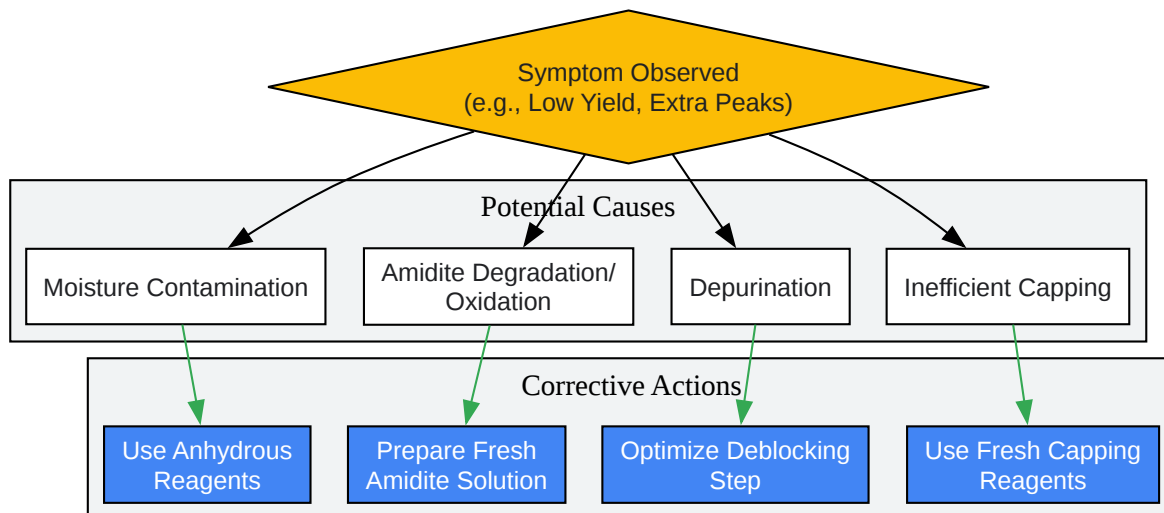 Symptom Observed
(e.g., Low Yield, Extra Peaks)
Potential Causes
Moisture Contamination
Amidite Degradation/
Oxidation
Depurination
Inefficient Capping
Corrective Actions
Use Anhydrous
Reagents
Prepare Fresh
Amidite Solution
Optimize Deblocking
Step
Use Fresh Capping
Reagents